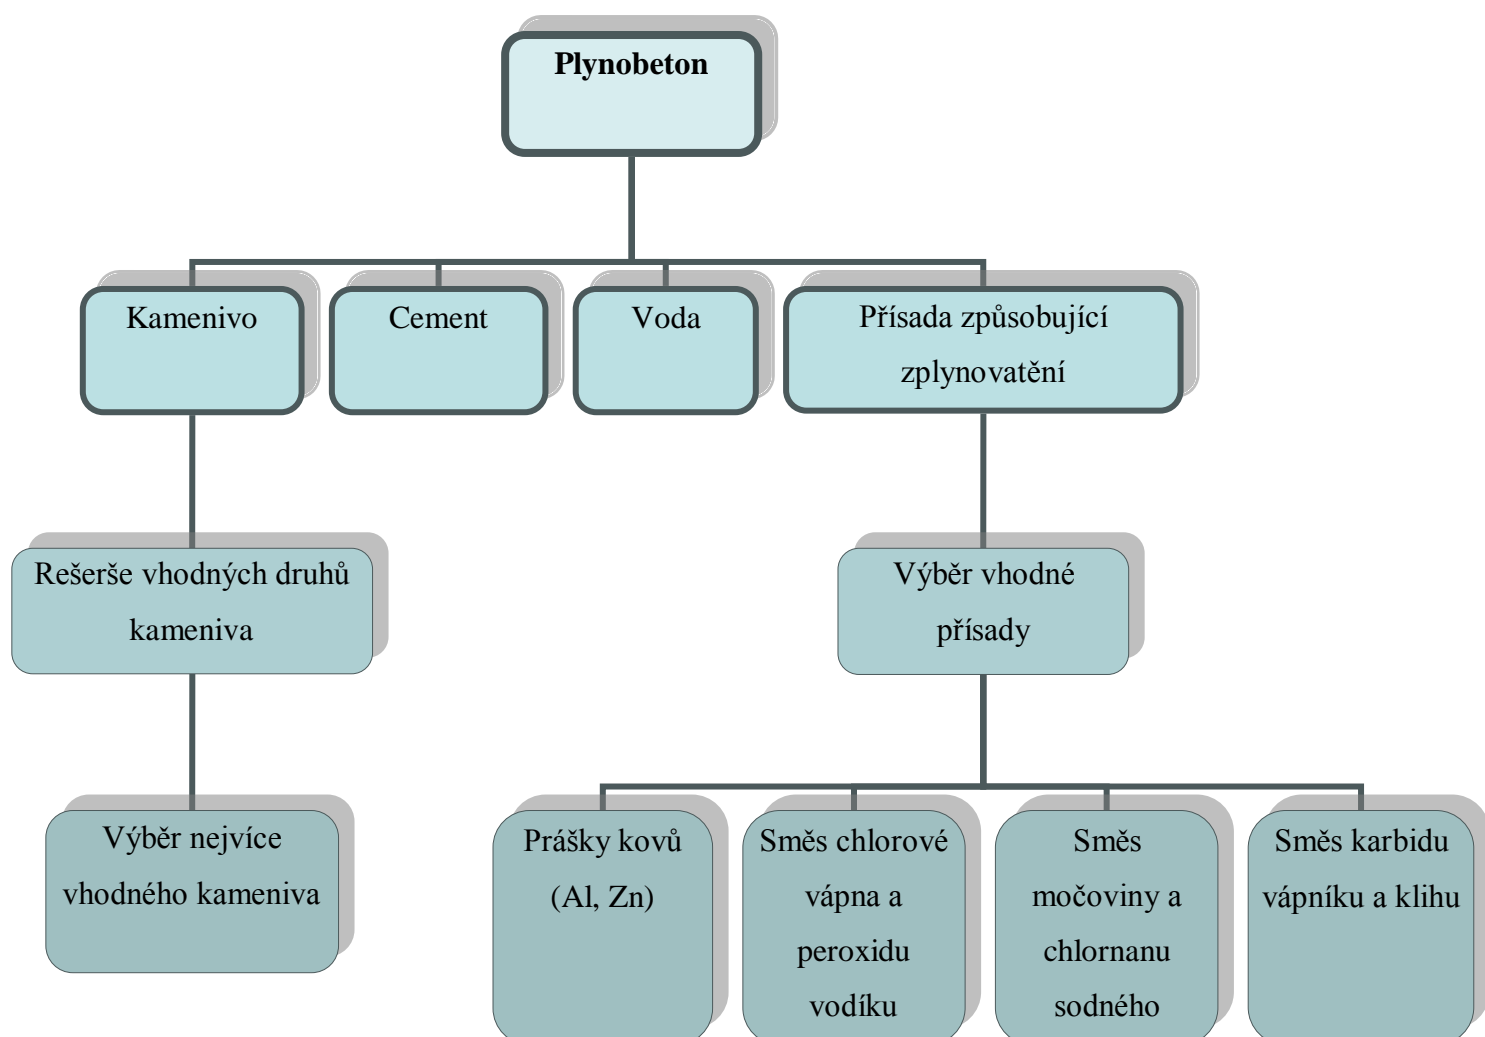 Plynobeton
Kamenivo
Cement
Voda
Přísada způsobující
zplynovatění
Rešerše vhodných druhů
kameniva
Výběr vhodné
přísady
Výběr nejvíce
vhodného kameniva
Prášky kovů
(Al, Zn)
Směs chlorové
vápna a
peroxidu
vodíku
Směs
močoviny a
chlornanu
sodného
Směs karbidu
vápníku a klihu